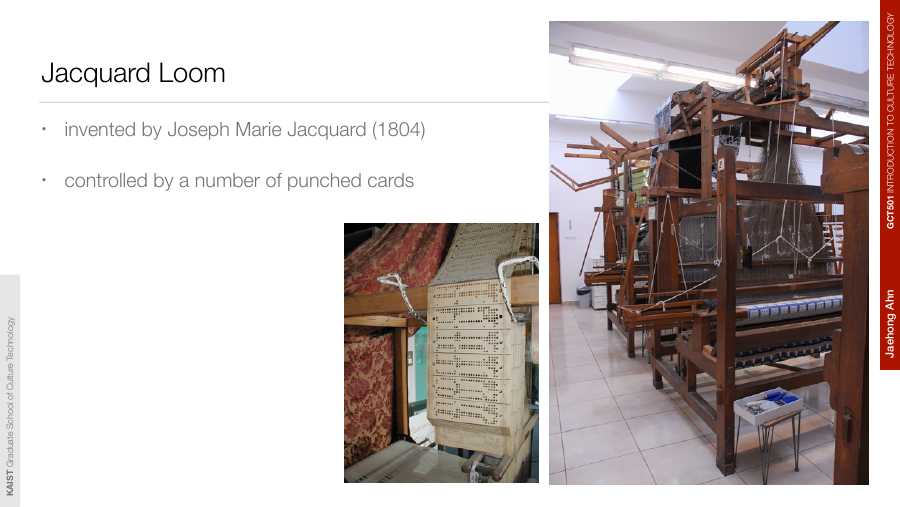 Jacquard Loom
• invented by Joseph Marie Jacquard (1804)
• controlled by a number of punched cards
GCT501 INTRODUCTION TO CULTURE TECHNOLOGY
Jaehong Ahn
KAIST Graduate School of Culture Technology